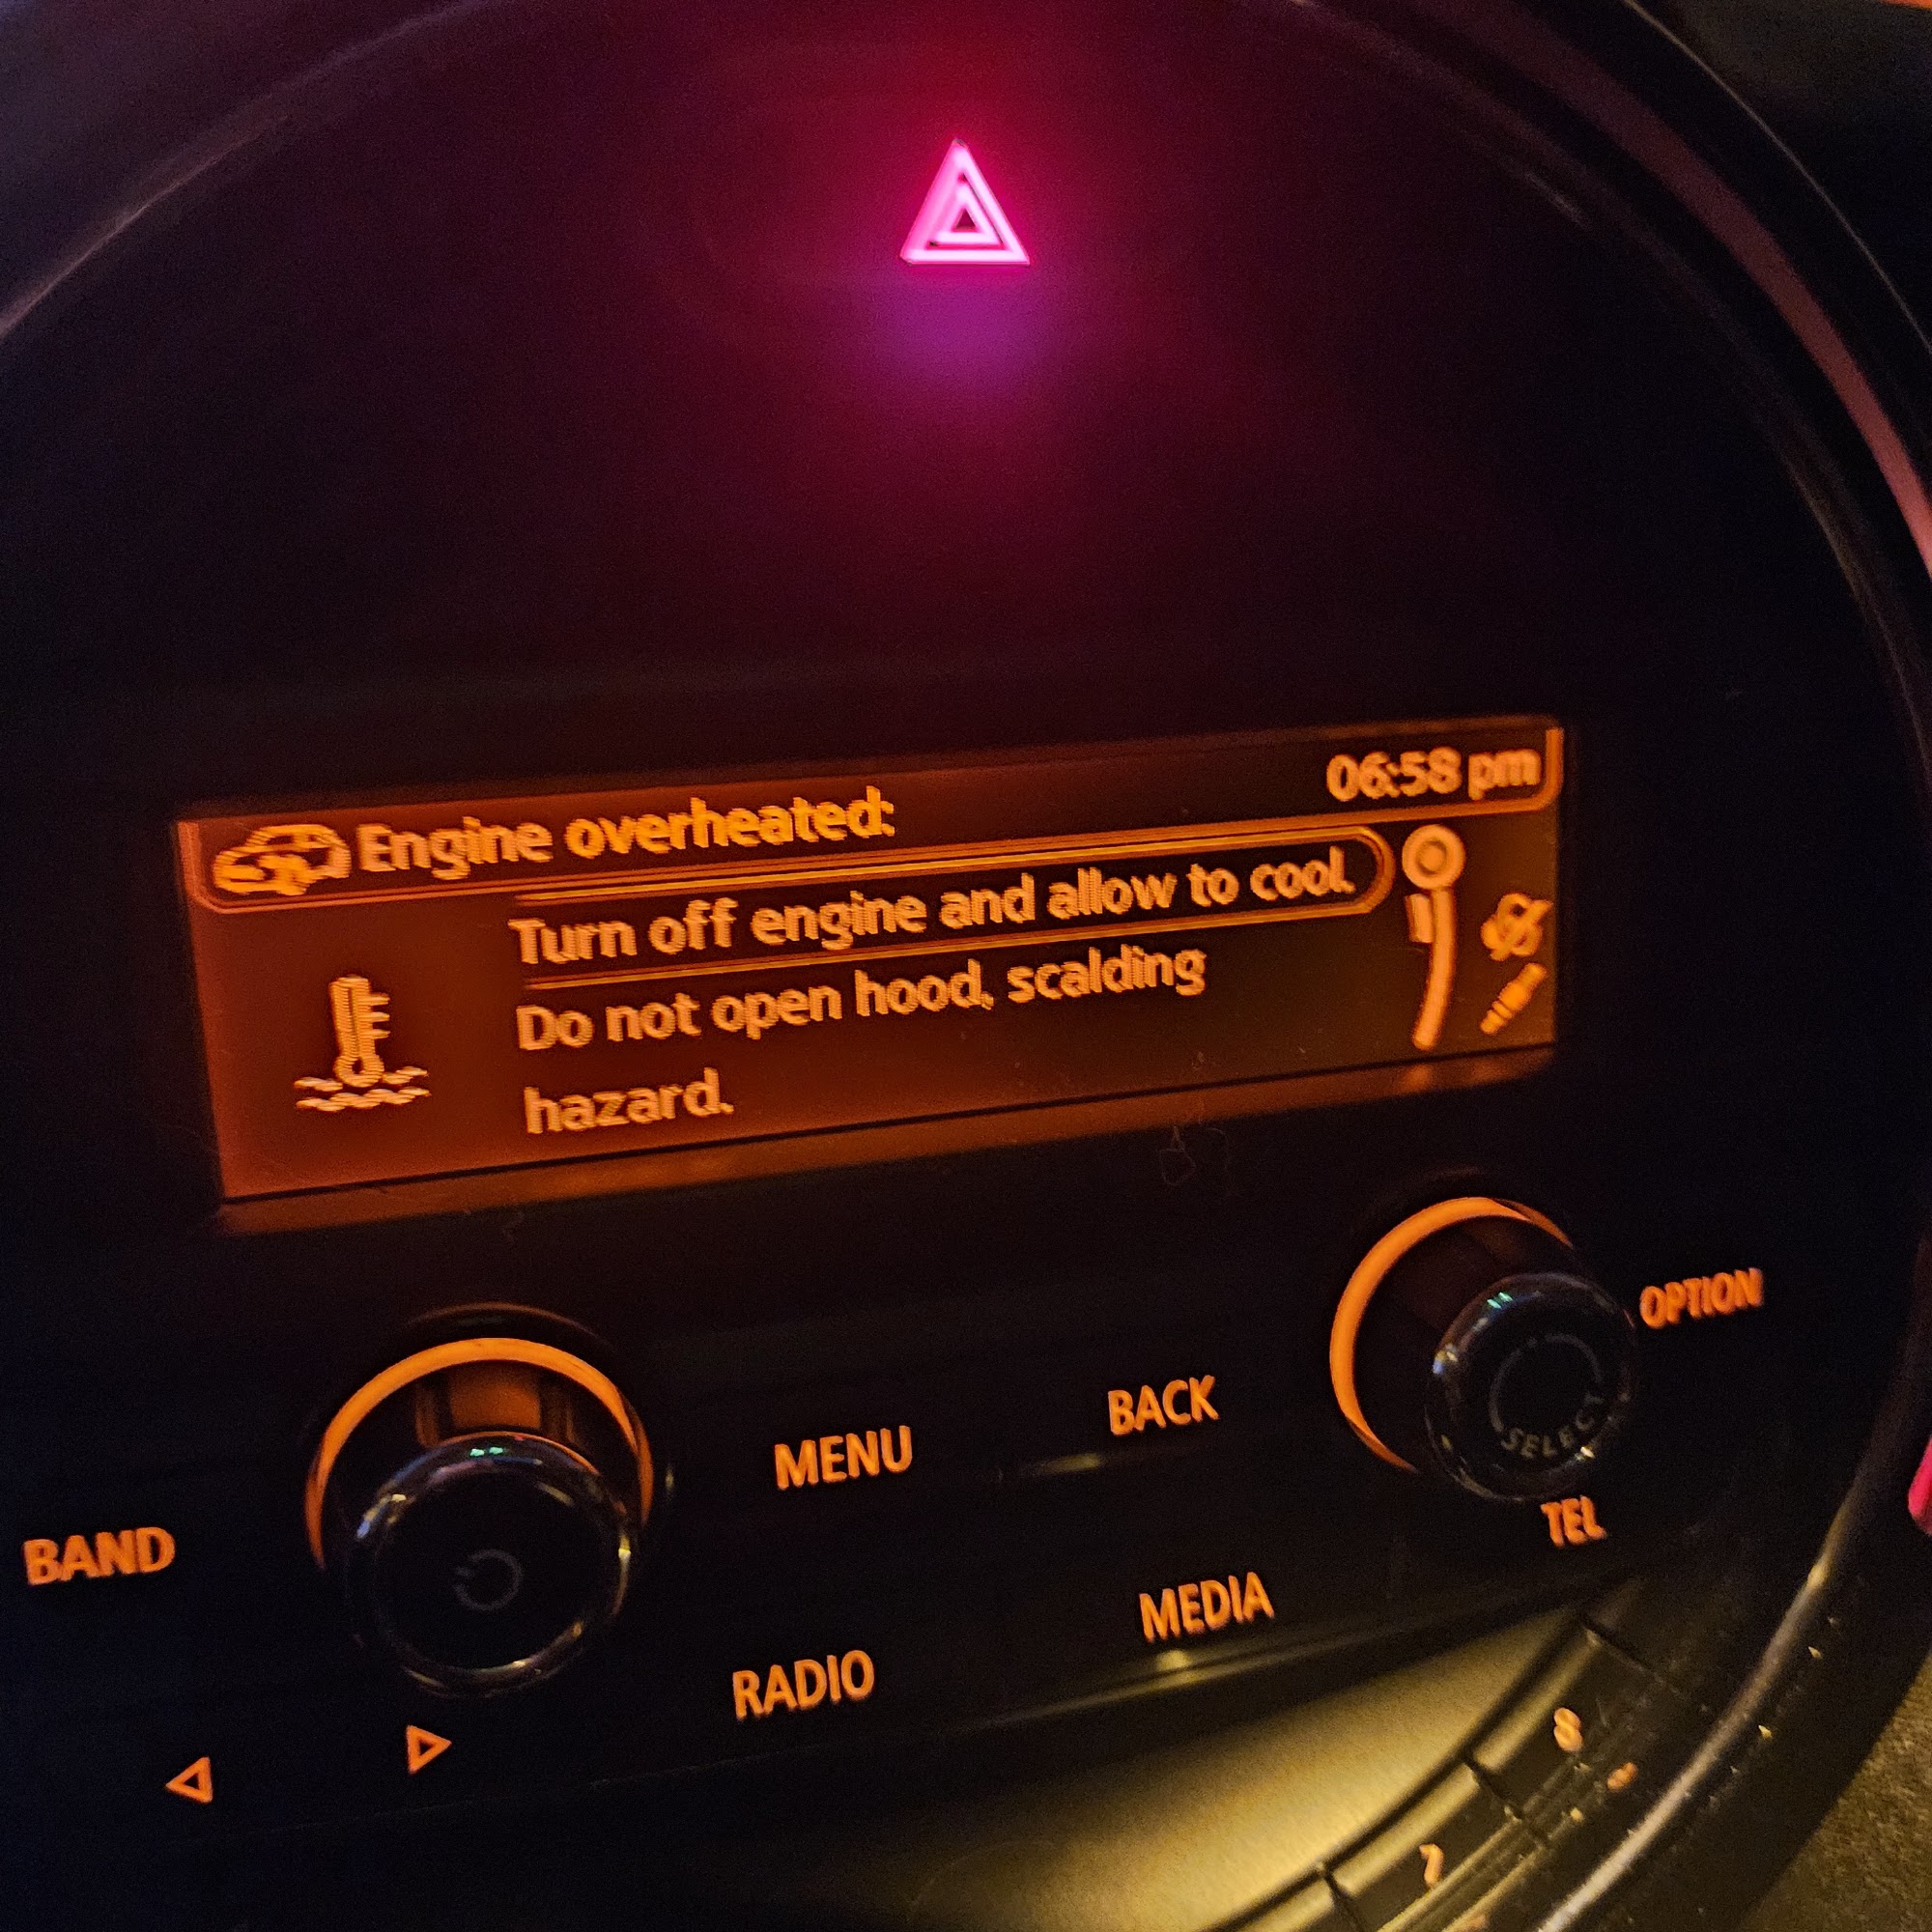 06:58 pm
Engine overheated:
Turn off engine and allow to cool.
Do not open hood, scalding
hazard.
OPTION
SELECT
BACK
MENU
BAND
TEL
MEDIA
RADIO
8
7